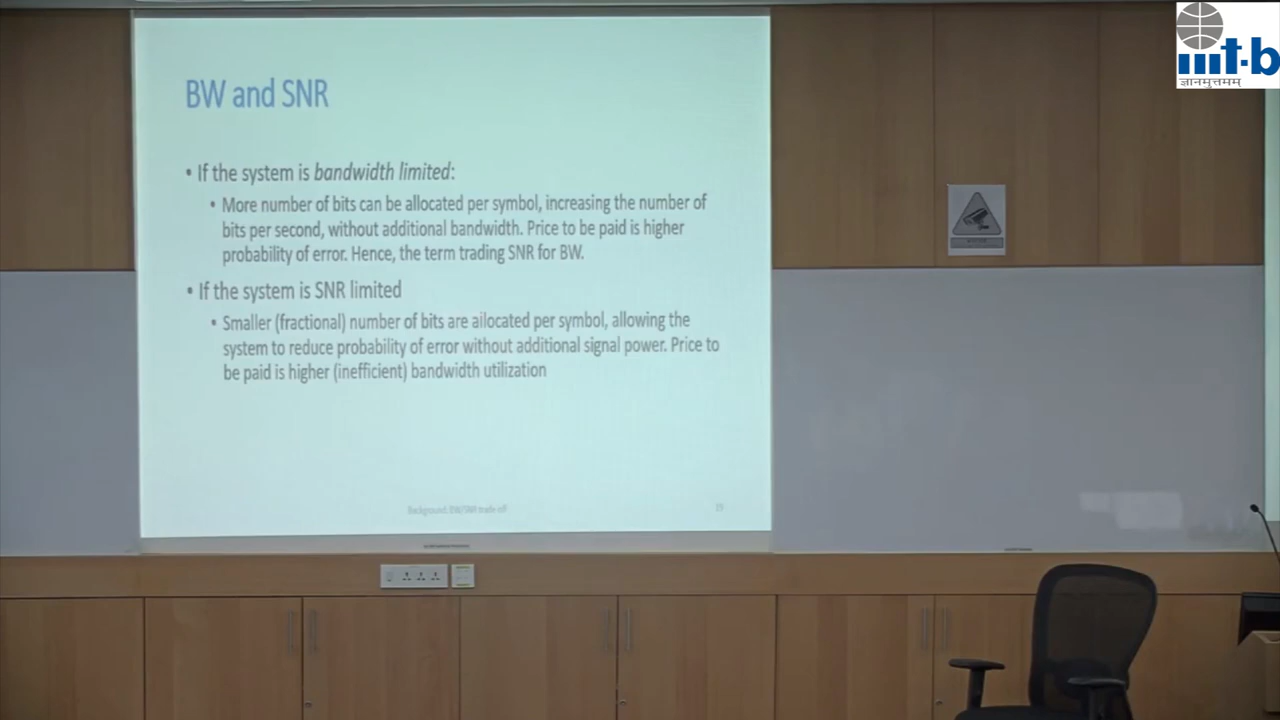 BW and SNR
• If the system is bandwidth limited:
• More number of bits can be allocated per symbol, increasing the number of
bits per second, without additional bandwidth. Price to be paid is higher
probability of error. Hence, the term trading SNR for BW.
• If the system is SNR limited
• Smaller (fractional) number of bits are allocated per symbol, allowing the
system to reduce probability of error without additional signal power. Price to
be paid is higher (inefficient) bandwidth utilization
iiit-b
ज्ञानमुत्तमम्